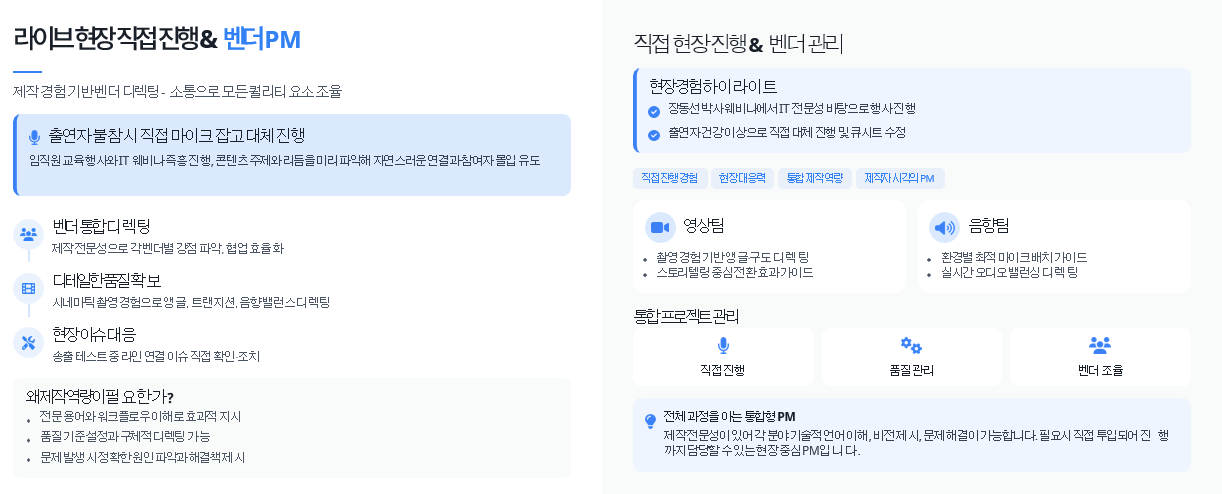 라이브 현장 직접 진행 & 벤더 PM
제작 경험 기반 벤더 디렉팅 - 소통으로 모든 퀄리티 요소 조율
출연자 불참 시 직접 마이크 잡고 대체 진행
임직원 교육 행사와 IT 웨비나 즉흥 진행, 콘텐츠 주제와 리듬을 미리 파악해 자연스러운 연결과 참여자 몰입 유도
벤더 통합 디렉팅
제작 전문성으로 각 벤더별 강점 파악, 협업 효율화
디테일한 품질 확보
시네마틱 촬영 경험으로 앵글, 트랜지션, 음향 밸런스 디렉팅
현장 이슈 대응
송출 테스트 중 라인 연결 이슈 직접 확인·조치
왜 제작 역량이 필요한가?
• 전문 용어와 워크플로우 이해로 효과적 지시
• 품질 기준 설정과 구체적 디렉팅 가능
• 문제 발생 시 정확한 원인 파악과 해결책 제시
직접 현장 진행 & 벤더 관리
현장경험 하이라이트
장동선 박사 웨비나에서 IT 전문성 바탕으로 행사 진행
출연자 건강 이상으로 직접 대체 진행 및 큐시트 수정
직접 진행 경험 현장 대응력 통합 제작 역량 제작자 시각의 PM
영상팀
• 촬영 경험 기반 앵글·구도 디렉팅
• 스토리텔링 중심 전환 효과 가이드
음향팀
• 환경별 최적 마이크 배치 가이드
• 실시간 오디오 밸런싱 디렉팅
통합 프로젝트 관리
직접 진행 품질 관리 벤더 조율
전체 과정을 아는 통합형 PM
제작 전문성이 있어 각 분야 기술적 언어 이해, 비전 제시, 문제 해결이 가능합니다. 필요시 직접 투입되어 진행
까지 담당할 수 있는 현장 중심 PM입니다.